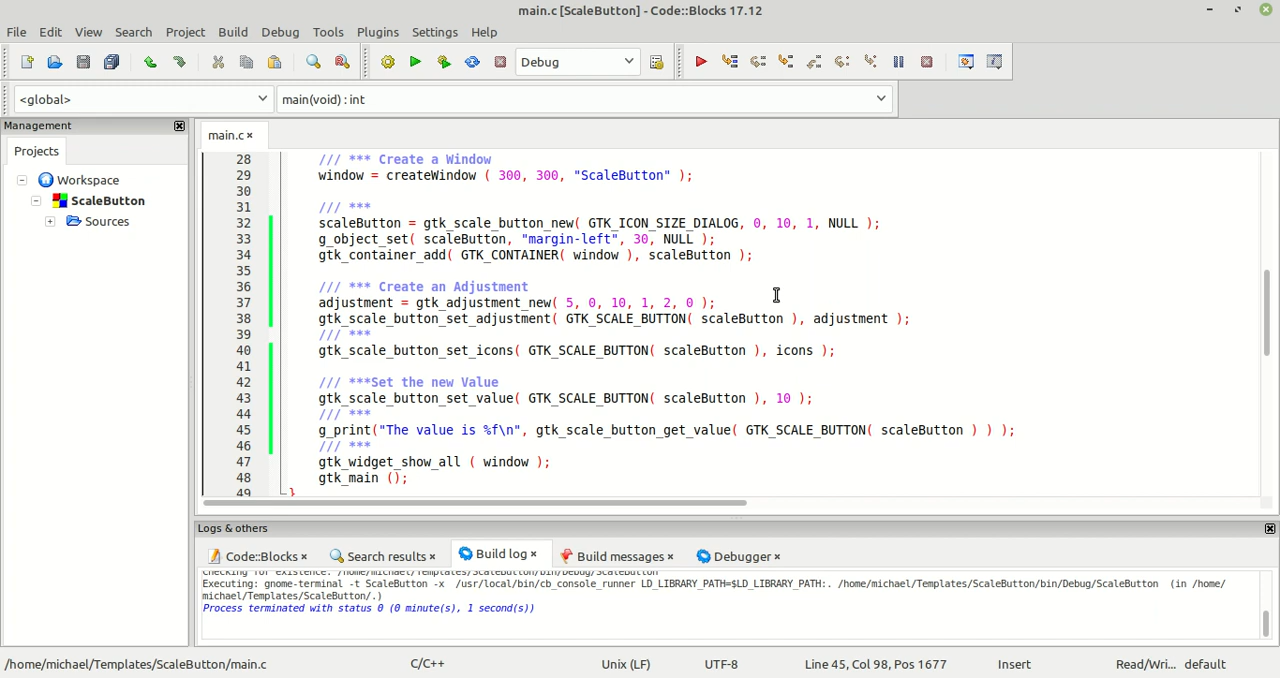 main.c [ScaleButton] - Code::Blocks 17.12
File Edit View Search Project Build Debug Tools Plugins Settings Help
Debug
<global> main(void) : int
Management
Projects
Workspace
ScaleButton
Sources
main.c
28 /// *** Create a Window
29 window = createWindow ( 300, 300, "ScaleButton" );
30
31 /// ***
32 scaleButton = gtk_scale_button_new( GTK_ICON_SIZE_DIALOG, 0, 10, 1, NULL );
33 g_object_set( scaleButton, "margin-left", 30, NULL );
34 gtk_container_add( GTK_CONTAINER( window ), scaleButton );
35
36 /// *** Create an Adjustment
37 adjustment = gtk_adjustment_new( 5, 0, 10, 1, 2, 0 );
38 gtk_scale_button_set_adjustment( GTK_SCALE_BUTTON( scaleButton ), adjustment );
39 /// ***
40 gtk_scale_button_set_icons( GTK_SCALE_BUTTON( scaleButton ), icons );
41
42 /// ***Set the new Value
43 gtk_scale_button_set_value( GTK_SCALE_BUTTON( scaleButton ), 10 );
44 /// ***
45 g_print("The value is %f\n", gtk_scale_button_get_value( GTK_SCALE_BUTTON( scaleButton ) ) );
46 /// ***
47 gtk_widget_show_all ( window );
48 gtk_main ();
49 }
Logs & others
Code::Blocks Search results Build log Build messages Debugger
Checking for existence: /home/michael/Templates/ScaleButton/bin/Debug/ScaleButton
Executing: gnome-terminal -t ScaleButton -x /usr/local/bin/cb_console_runner LD_LIBRARY_PATH=$LD_LIBRARY_PATH:. /home/michael/Templates/ScaleButton/bin/Debug/ScaleButton (in /home/
michael/Templates/ScaleButton/.)
Process terminated with status 0 (0 minute(s), 1 second(s))
/home/michael/Templates/ScaleButton/main.c C/C++ Unix (LF) UTF-8 Line 45, Col 98, Pos 1677 Insert Read/Wri... default